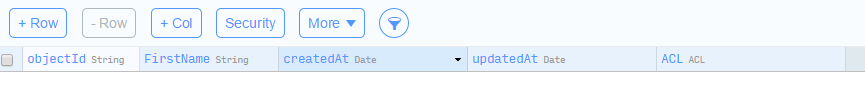 + Row - Row + Col Security More
objectId String FirstName String createdAt Date updatedAt Date ACL ACL